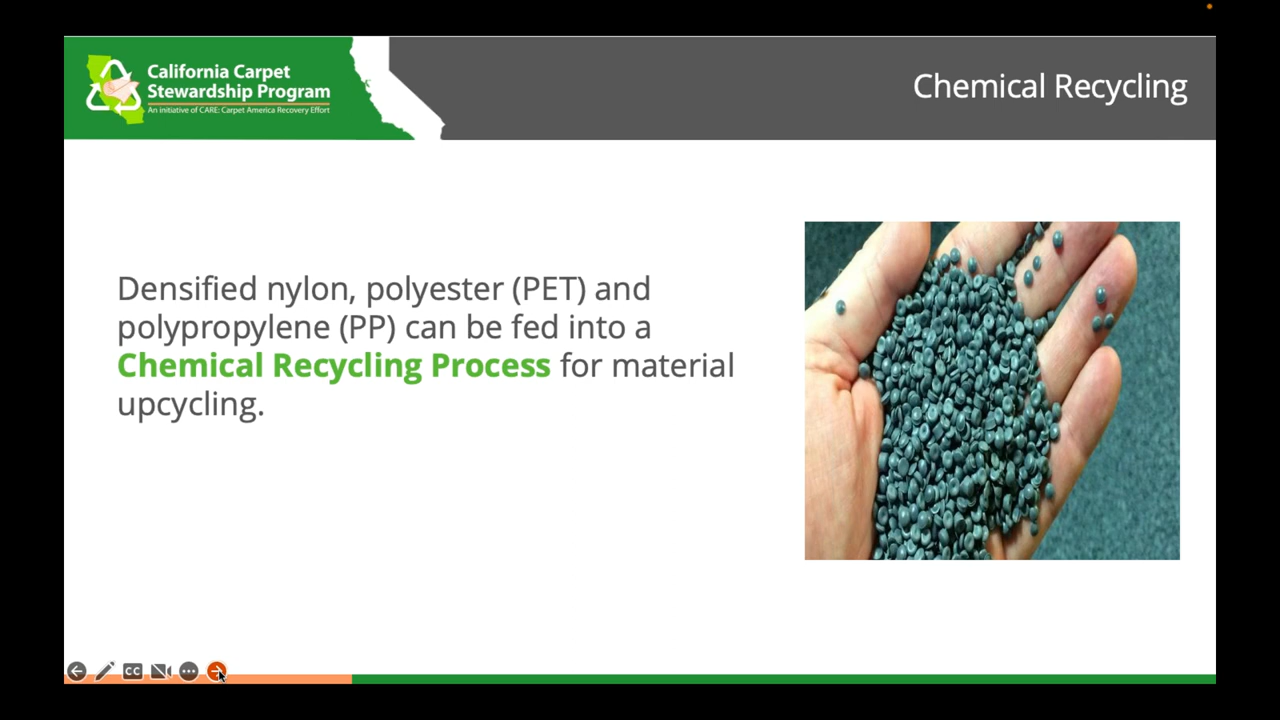 California Carpet
Stewardship Program
An initiative of CARE: Carpet America Recovery Effort
Chemical Recycling
Densified nylon, polyester (PET) and
polypropylene (PP) can be fed into a
Chemical Recycling Process for material
upcycling.
CC